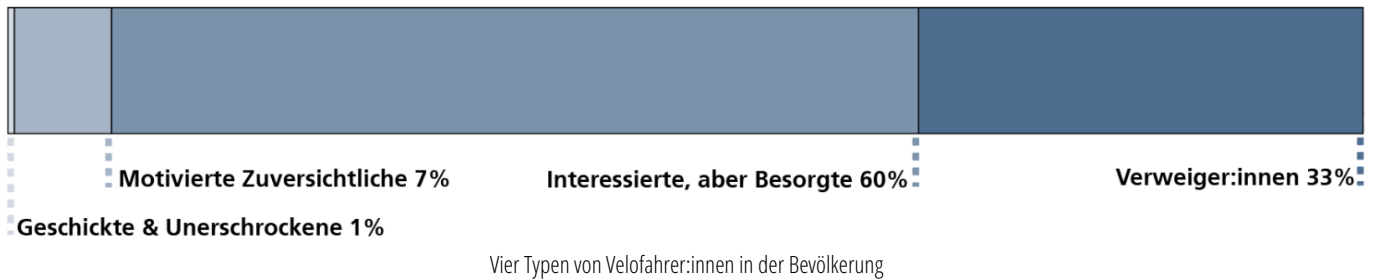 Motivierte Zuversichtliche 7%
Interessierte, aber Besorgte 60%
Verweiger:innen 33%
Geschickte & Unerschrockene 1%
Vier Typen von Velofahrer:innen in der Bevölkerung